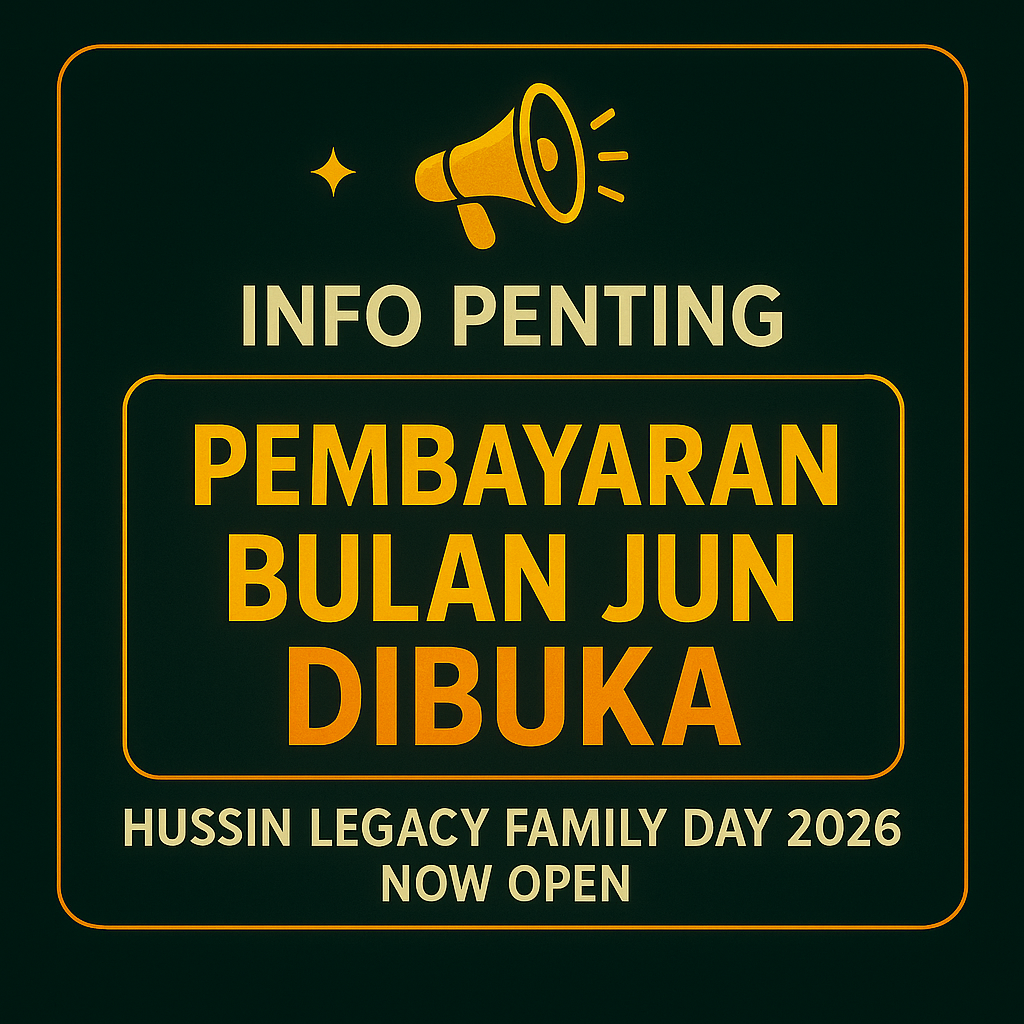 INFO PENTING
PEMBAYARAN
BULAN JUN
DIBUKA
HUSSIN LEGACY FAMILY DAY 2026
NOW OPEN